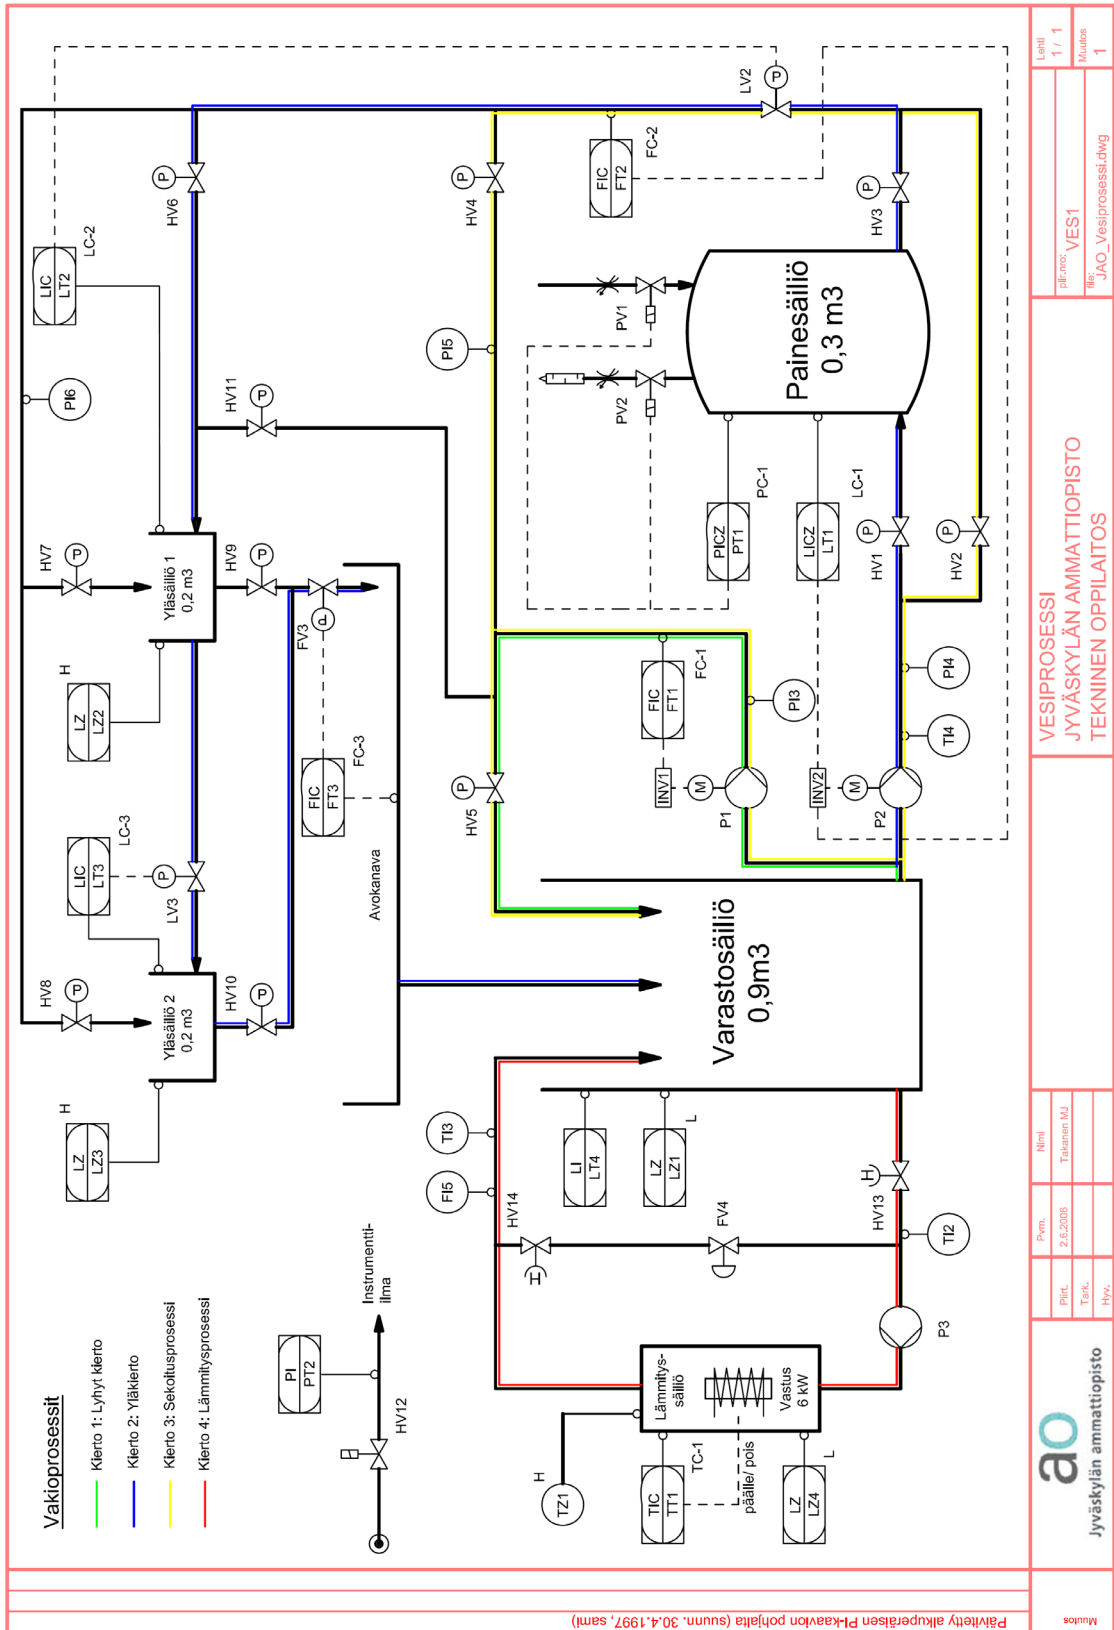 Vakioprosessit
Kierto 1: Lyhyt kierto
Kierto 2: Yläkierto
Kierto 3: Sekoitusprosessi
Kierto 4: Lämmitysprosessi
PI
PT2
HV12
Instrumentti-
ilma
LZ
LZ3
H
HV8
P
Yläsäiliö 2
0,2 m3
HV10
P
LIC
LT3
LC-3
P
LV3
LZ
LZ2
H
HV7
P
Yläsäiliö 1
0,2 m3
HV9
P
FV3
P
FIC
FT3
FC-3
Avokanava
PI6
HV11
P
LIC
LT2
LC-2
P
HV6
LV2
P
P
HV4
FIC
FT2
FC-2
PI5
P
HV5
FI5
TI3
HV14
H
FV4
LI
LT4
LZ
LZ1
L
Varastosäiliö
0,9m3
H
HV13
TI2
P3
TZ1
H
TIC
TT1
TC-1
päälle/ pois
Lämmitys-
säiliö
Vastus
6 kW
LZ
LZ4
L
FIC
FT1
FC-1
INV1
M
P1
PI3
INV2
M
P2
TI4
PI4
PV1
PV2
PICZ
PT1
PC-1
LICZ
LT1
LC-1
Painesäiliö
0,3 m3
P
HV1
P
HV2
P
HV3
Päivitetty alkuperäisen PI-kaavion pohjalta (suunn. 30.4.1997, sami)
Muutos
ao
Jyväskylän ammattiopisto
Pvm.
Nimi
Piirt.
2.6.2006
Takanen MJ
Tark.
Hyv.
VESIPROSESSI
JYVÄSKYLÄN AMMATTIOPISTO
TEKNINEN OPPILAITOS
piir.nro: VES1
file: JAO_Vesiprosessi.dwg
Lehti
1 / 1
Muutos
1